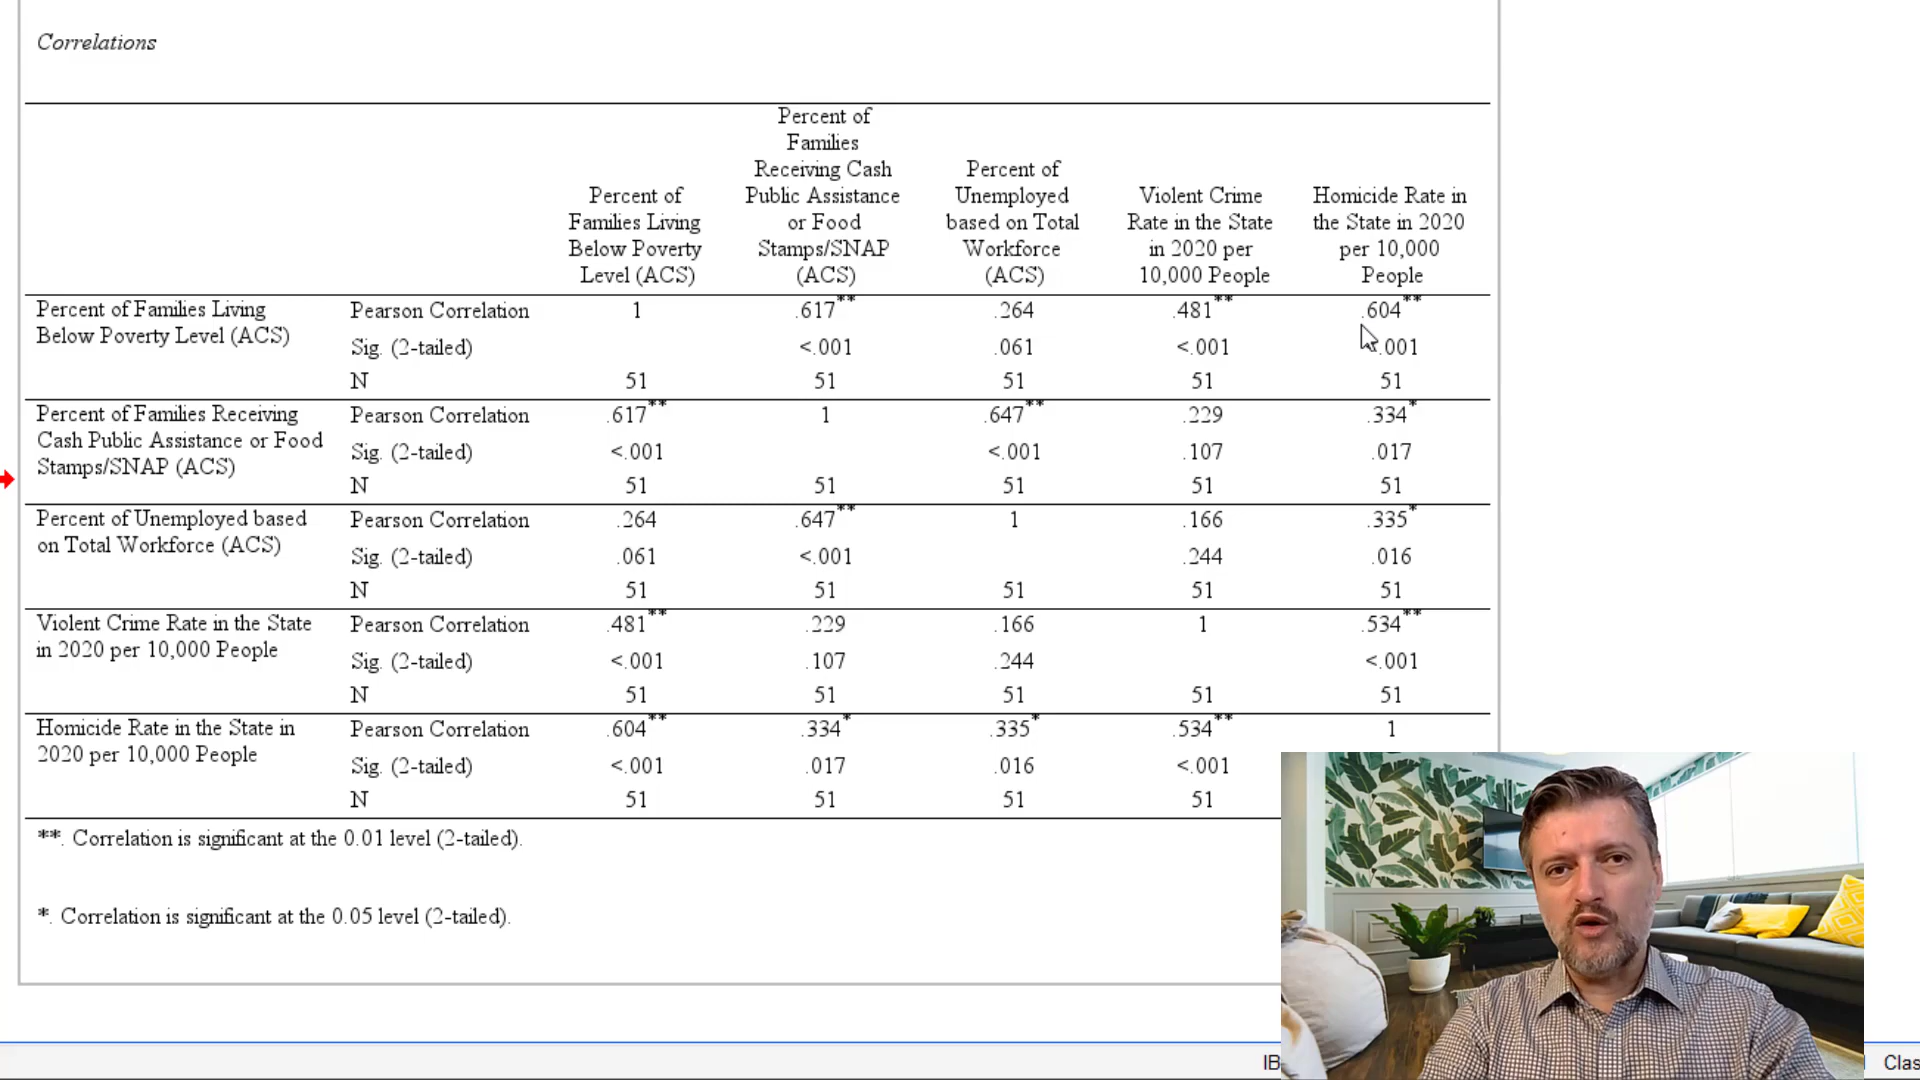 Correlations
Percent of
Families
Receiving Cash
Public Assistance
or Food
Stamps/SNAP
(ACS)
Percent of
Families Living
Below Poverty
Level (ACS)
Percent of
Unemployed
based on Total
Workforce
(ACS)
Violent Crime
Rate in the State
in 2020 per
10,000 People
Homicide Rate in
the State in 2020
per 10,000
People
Percent of Families Living
Below Poverty Level (ACS)
Pearson Correlation 1 .617** .264 .481** .604**
Sig. (2-tailed) <.001 .061 <.001 .001
N 51 51 51 51 51
Percent of Families Receiving
Cash Public Assistance or Food
Stamps/SNAP (ACS)
Pearson Correlation .617** 1 .647** .229 .334*
Sig. (2-tailed) <.001 <.001 .107 .017
N 51 51 51 51 51
Percent of Unemployed based
on Total Workforce (ACS)
Pearson Correlation .264 .647** 1 .166 .335*
Sig. (2-tailed) .061 <.001 .244 .016
N 51 51 51 51 51
Violent Crime Rate in the State
in 2020 per 10,000 People
Pearson Correlation .481** .229 .166 1 .534**
Sig. (2-tailed) <.001 .107 .244 <.001
N 51 51 51 51 51
Homicide Rate in the State in
2020 per 10,000 People
Pearson Correlation .604** .334* .335* .534** 1
Sig. (2-tailed) <.001 .017 .016 <.001
N 51 51 51 51
**. Correlation is significant at the 0.01 level (2-tailed).
*. Correlation is significant at the 0.05 level (2-tailed).